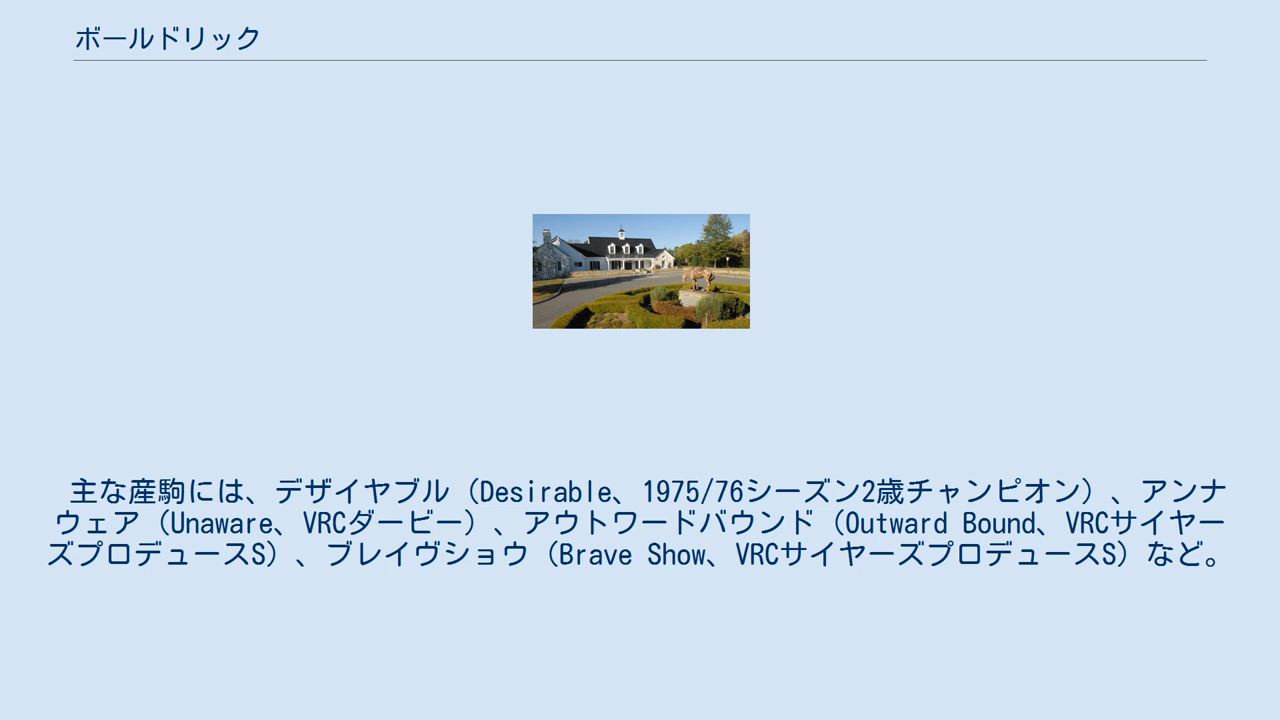 ボールドリック
主な産駒には、デザイヤブル（Desirable、1975/76シーズン2歳チャンピオン）、アンナ
ウェア（Unaware、VRCダービー）、アウトワードバウンド（Outward Bound、VRCサイヤー
ズプロデュースS）、ブレイヴショウ（Brave Show、VRCサイヤーズプロデュースS）など。